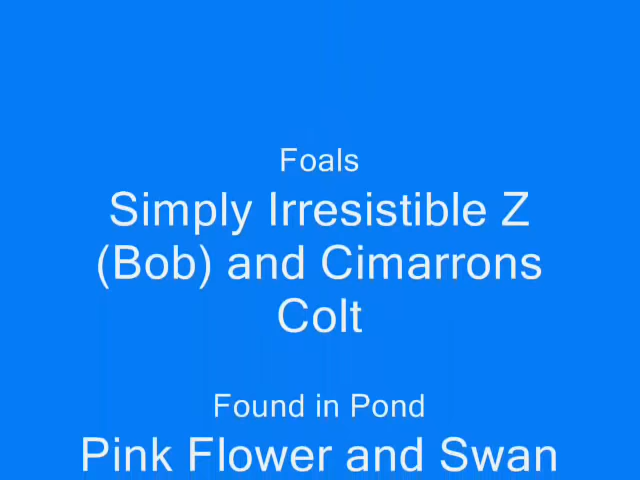 Foals
Simply Irresistible Z
(Bob) and Cimarrons
Colt
Found in Pond
Pink Flower and Swan